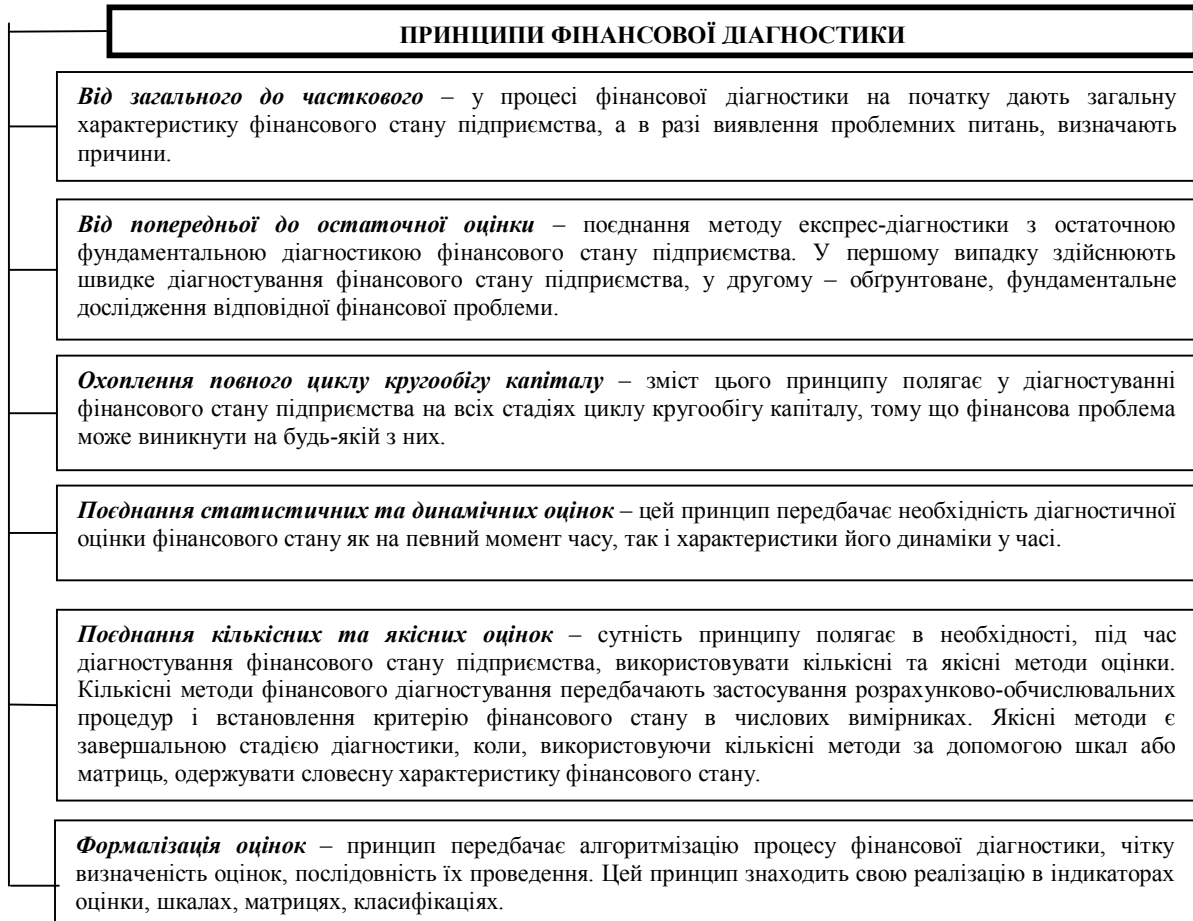 ПРИНЦИПИ ФІНАНСОВОЇ ДІАГНОСТИКИ
Від загального до часткового – у процесі фінансової діагностики на початку дають загальну
характеристику фінансового стану підприємства, а в разі виявлення проблемних питань, визначають
причини.
Від попередньої до остаточної оцінки – поєднання методу експрес-діагностики з остаточною
фундаментальною діагностикою фінансового стану підприємства. У першому випадку здійснюють
швидке діагностування фінансового стану підприємства, у другому – обґрунтоване, фундаментальне
дослідження відповідної фінансової проблеми.
Охоплення повного циклу кругообігу капіталу – зміст цього принципу полягає у діагностуванні
фінансового стану підприємства на всіх стадіях циклу кругообігу капіталу, тому що фінансова проблема
може виникнути на будь-якій з них.
Поєднання статистичних та динамічних оцінок – цей принцип передбачає необхідність діагностичної
оцінки фінансового стану як на певний момент часу, так і характеристики його динаміки у часі.
Поєднання кількісних та якісних оцінок – сутність принципу полягає в необхідності, під час
діагностування фінансового стану підприємства, використовувати кількісні та якісні методи оцінки.
Кількісні методи фінансового діагностування передбачають застосування розрахунково-обчислювальних
процедур і встановлення критерію фінансового стану в числових вимірниках. Якісні методи є
завершальною стадією діагностики, коли, використовуючи кількісні методи за допомогою шкал або
матриць, одержувати словесну характеристику фінансового стану.
Формалізація оцінок – принцип передбачає алгоритмізацію процесу фінансової діагностики, чітку
визначеність оцінок, послідовність їх проведення. Цей принцип знаходить свою реалізацію в індикаторах
оцінки, шкалах, матрицях, класифікаціях.